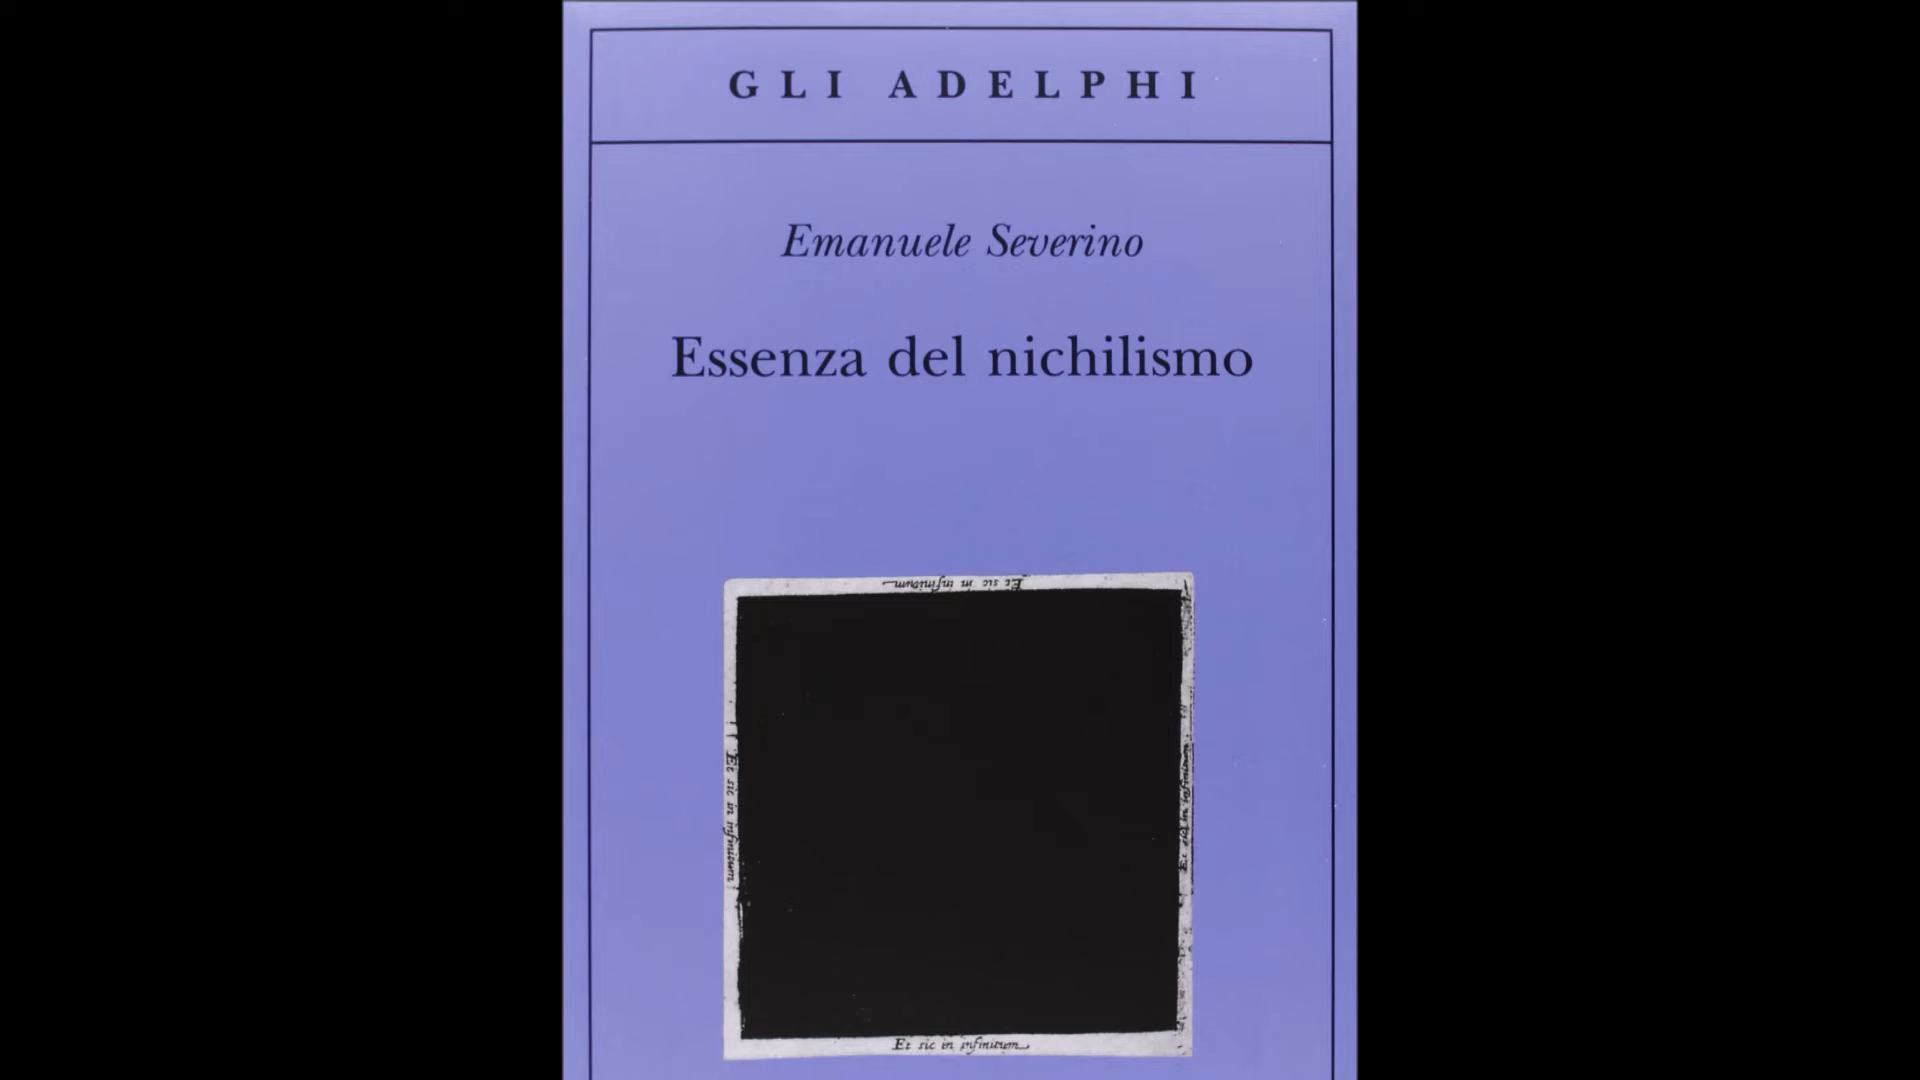 GLI ADELPHI
Emanuele Severino
Essenza del nichilismo
Et sic in infinitum
Et sic in infinitum
Et sic in infinitum
Et sic in infinitum